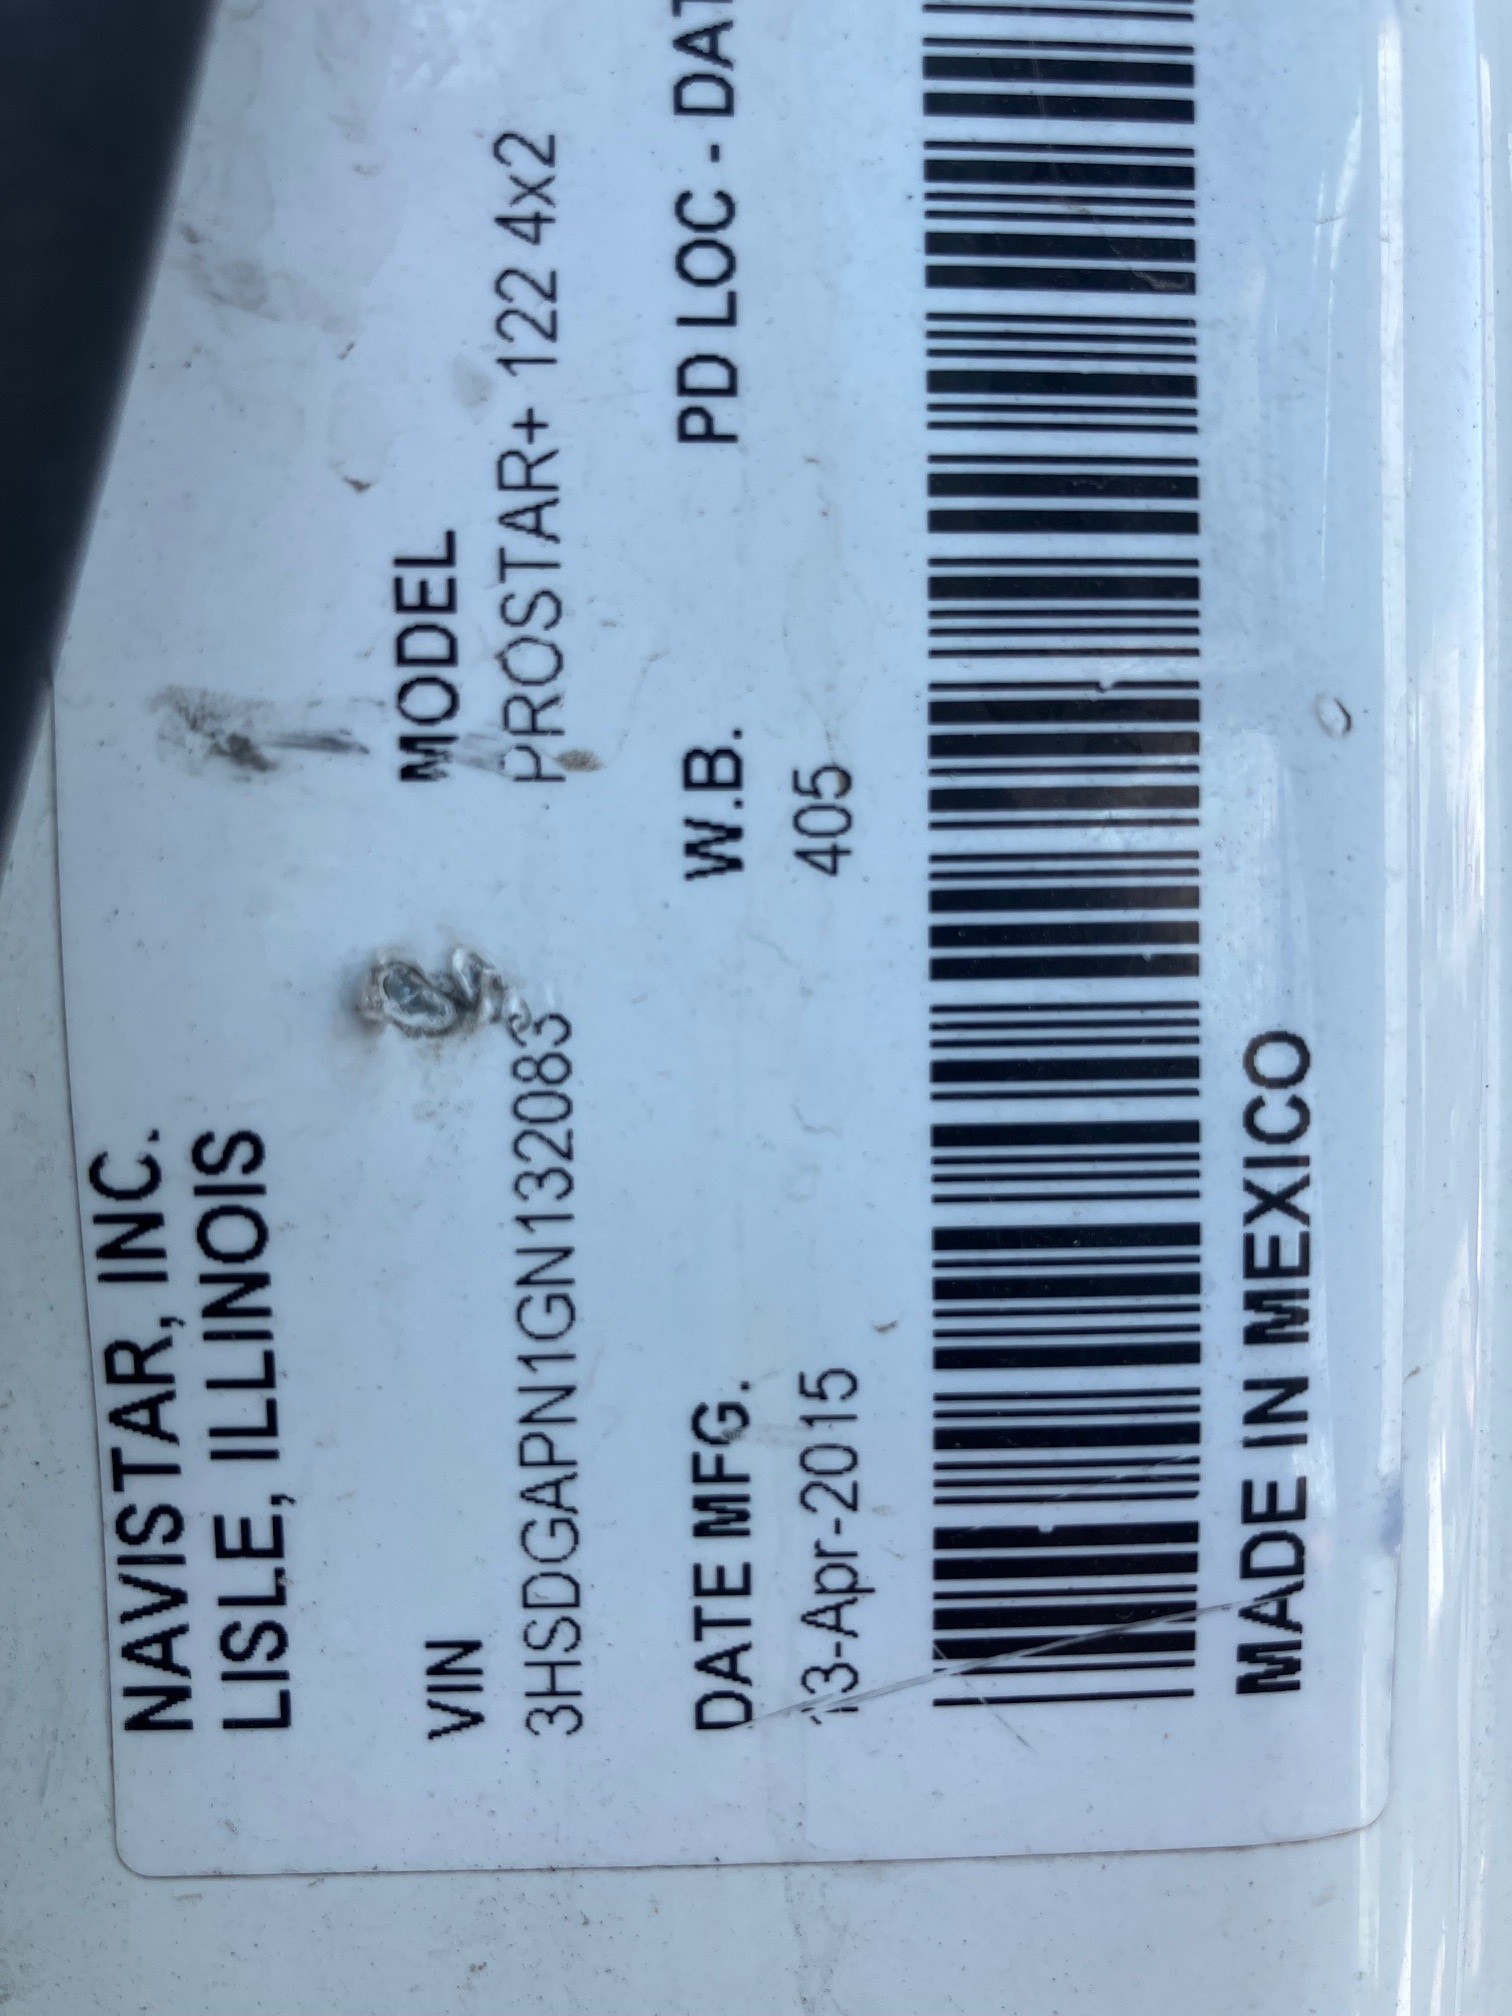 NAVISTAR, INC.
LISLE, ILLINOIS
VIN MODEL
3HSDGAPN1GN132083 PROSTAR+ 122 4x2
DATE MFG. W.B. PD LOC - DAT
13-Apr-2015 405
MADE IN MEXICO